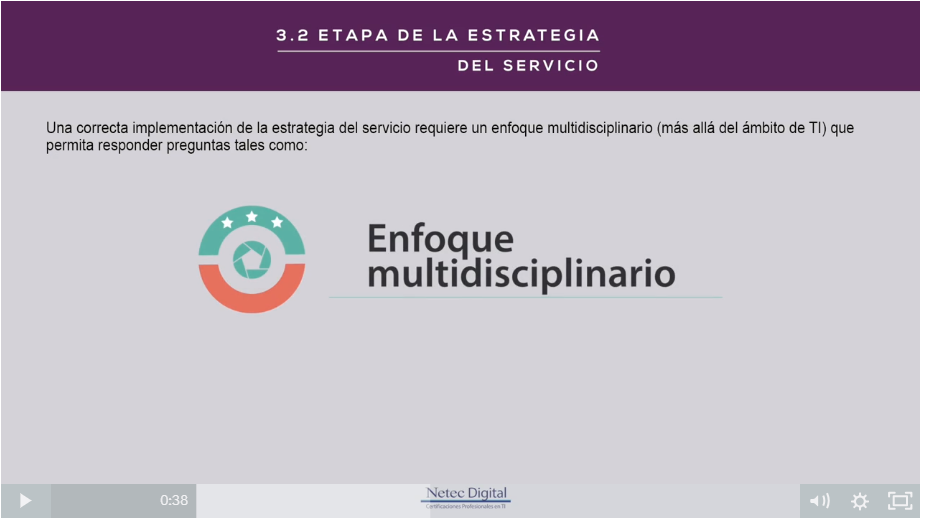 3.2 ETAPA DE LA ESTRATEGIA
DEL SERVICIO
Una correcta implementación de la estrategia del servicio requiere un enfoque multidisciplinario (más allá del ámbito de TI) que
permita responder preguntas tales como:
Enfoque
multidisciplinario
0:38
Netec Digital
Certificaciones Profesionales en TI